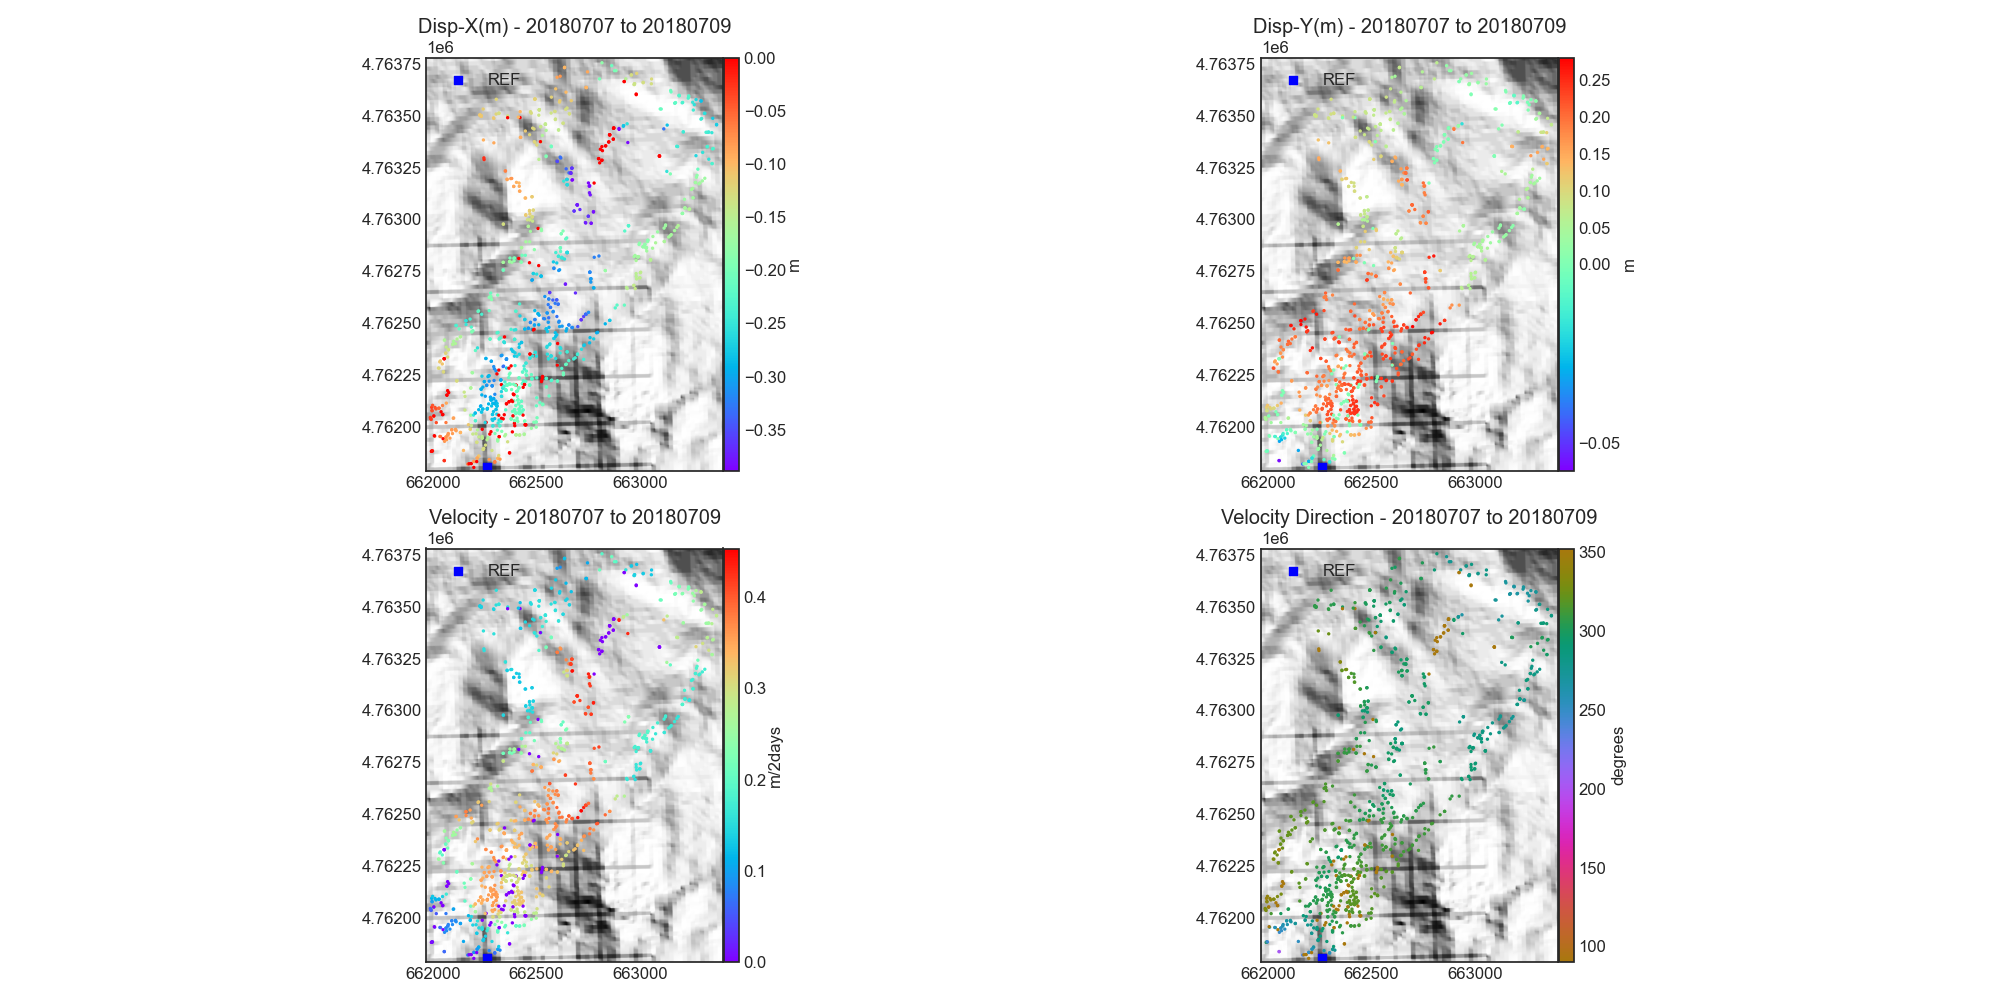 Disp-X(m) - 20180707 to 20180709
1e6
REF
4.76375
4.76350
4.76325
4.76300
4.76275
4.76250
4.76225
4.76200
662000 662500 663000
0.00
−0.05
−0.10
−0.15
−0.20
−0.25
−0.30
−0.35
m
Disp-Y(m) - 20180707 to 20180709
1e6
REF
4.76375
4.76350
4.76325
4.76300
4.76275
4.76250
4.76225
4.76200
662000 662500 663000
0.25
0.20
0.15
0.10
0.05
0.00
−0.05
m
Velocity - 20180707 to 20180709
1e6
REF
4.76375
4.76350
4.76325
4.76300
4.76275
4.76250
4.76225
4.76200
662000 662500 663000
0.4
0.3
0.2
0.1
0.0
m/2days
Velocity Direction - 20180707 to 20180709
1e6
REF
4.76375
4.76350
4.76325
4.76300
4.76275
4.76250
4.76225
4.76200
662000 662500 663000
350
300
250
200
150
100
degrees